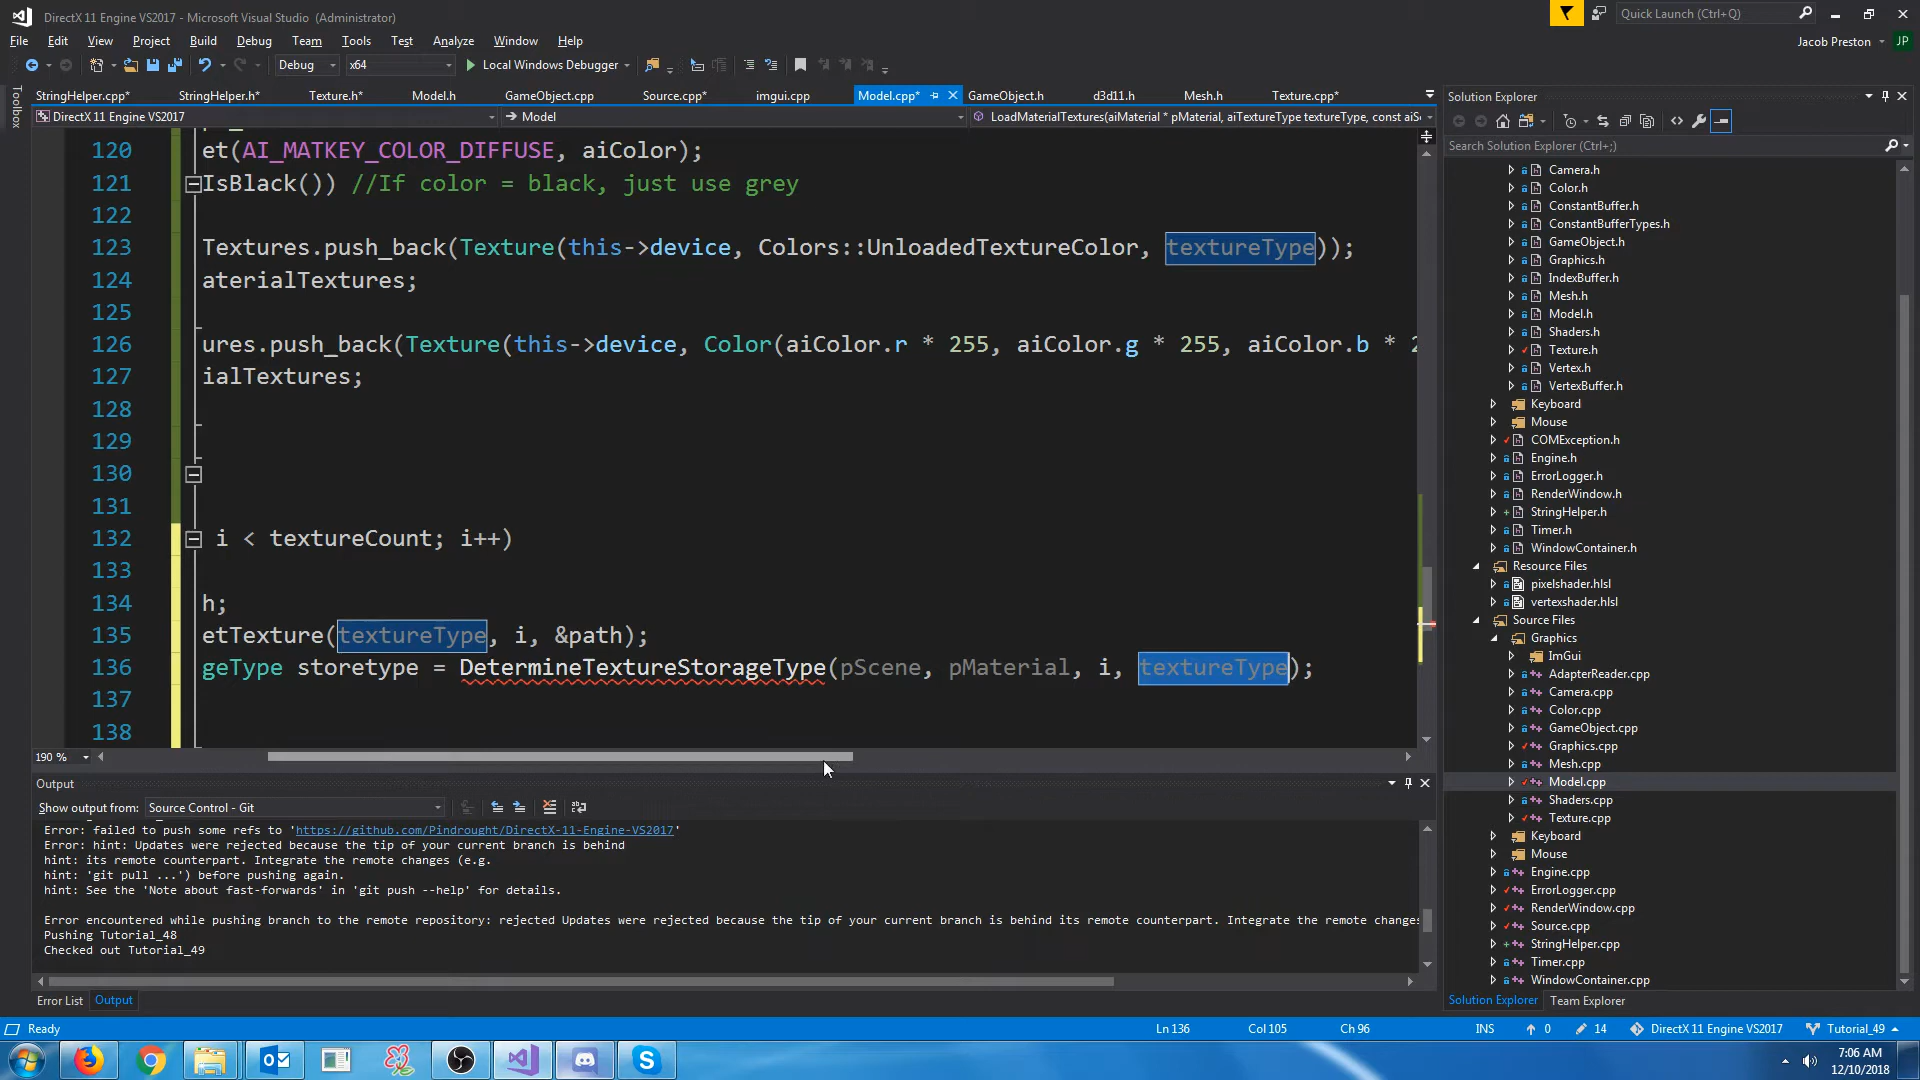 DirectX 11 Engine VS2017 - Microsoft Visual Studio (Administrator)
Quick Launch (Ctrl+Q)
File Edit View Project Build Debug Team Tools Test Analyze Window Help
Jacob Preston JP
Debug x64 Local Windows Debugger
Toolbox
StringHelper.cpp* StringHelper.h* Texture.h* Model.h GameObject.cpp Source.cpp* imgui.cpp Model.cpp* GameObject.h d3d11.h Mesh.h Texture.cpp*
DirectX 11 Engine VS2017 Model LoadMaterialTextures(aiMaterial * pMaterial, aiTextureType textureType, const aiS
120 et(AI_MATKEY_COLOR_DIFFUSE, aiColor);
121 IsBlack()) //If color = black, just use grey
122
123 Textures.push_back(Texture(this->device, Colors::UnloadedTextureColor, textureType));
124 aterialTextures;
125
126 ures.push_back(Texture(this->device, Color(aiColor.r * 255, aiColor.g * 255, aiColor.b * 2
127 ialTextures;
128
129
130
131
132 i < textureCount; i++)
133
134 h;
135 etTexture(textureType, i, &path);
136 geType storetype = DetermineTextureStorageType(pScene, pMaterial, i, textureType);
137
138
190 %
Output
Show output from: Source Control - Git
Error: failed to push some refs to 'https://github.com/Pindrought/DirectX-11-Engine-VS2017'
Error: hint: Updates were rejected because the tip of your current branch is behind
hint: its remote counterpart. Integrate the remote changes (e.g.
hint: 'git pull ...') before pushing again.
hint: See the 'Note about fast-forwards' in 'git push --help' for details.
Error encountered while pushing branch to the remote repository: rejected Updates were rejected because the tip of your current branch is behind its remote counterpart. Integrate the remote changes
Pushing Tutorial_48
Checked out Tutorial_49
Error List Output
Solution Explorer
Search Solution Explorer (Ctrl+;)
Camera.h
Color.h
ConstantBuffer.h
ConstantBufferTypes.h
GameObject.h
Graphics.h
IndexBuffer.h
Mesh.h
Model.h
Shaders.h
Texture.h
Vertex.h
VertexBuffer.h
Keyboard
Mouse
COMException.h
Engine.h
ErrorLogger.h
RenderWindow.h
StringHelper.h
Timer.h
WindowContainer.h
Resource Files
pixelshader.hlsl
vertexshader.hlsl
Source Files
Graphics
ImGui
AdapterReader.cpp
Camera.cpp
Color.cpp
GameObject.cpp
Graphics.cpp
Mesh.cpp
Model.cpp
Shaders.cpp
Texture.cpp
Keyboard
Mouse
Engine.cpp
ErrorLogger.cpp
RenderWindow.cpp
Source.cpp
StringHelper.cpp
Timer.cpp
WindowContainer.cpp
Solution Explorer Team Explorer
Ready Ln 136 Col 105 Ch 96 INS 0 14 DirectX 11 Engine VS2017 Tutorial_49
7:06 AM
12/10/2018